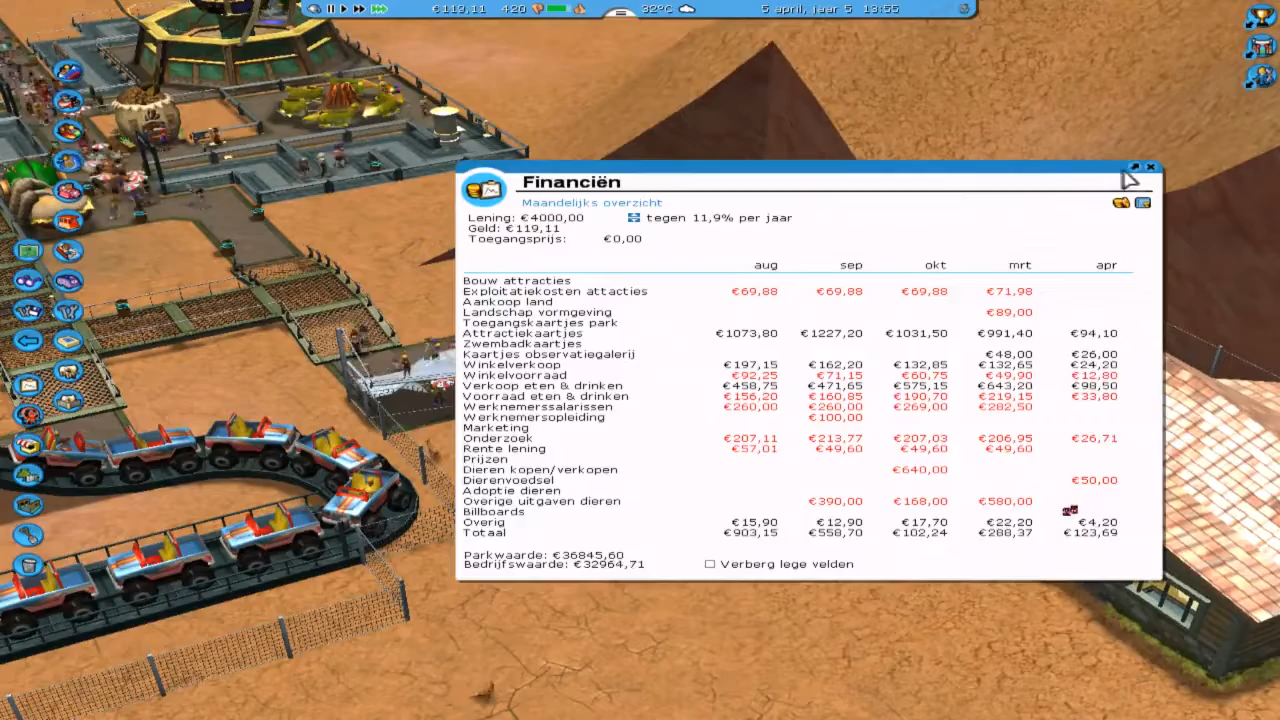 €119,11 420 32°C 5 april, jaar 5 13:55
Financiën
Maandelijks overzicht
Lening: €4000,00 tegen 11,9% per jaar
Geld: €119,11
Toegangsprijs: €0,00
aug sep okt mrt apr
Bouw attracties
Exploitatiekosten attacties €69,88 €69,88 €69,88 €71,98
Aankoop land
Landschap vormgeving €89,00
Toegangskaartjes park
Attractiekaartjes €1073,80 €1227,20 €1031,50 €991,40 €94,10
Zwembadkaartjes
Kaartjes observatiegalerij €48,00 €26,00
Winkelverkoop €197,15 €162,20 €132,85 €132,65 €24,20
Winkelvoorraad €92,25 €71,15 €60,75 €49,90 €12,80
Verkoop eten & drinken €458,75 €471,65 €575,15 €643,20 €98,50
Voorraad eten & drinken €156,20 €160,85 €190,70 €219,15 €33,80
Werknemerssalarissen €260,00 €260,00 €269,00 €282,50
Werknemersopleiding €100,00
Marketing
Onderzoek €207,11 €213,77 €207,03 €206,95 €26,71
Rente lening €57,01 €49,60 €49,60 €49,60
Prijzen
Dieren kopen/verkopen €640,00
Dierenvoedsel €50,00
Adoptie dieren
Overige uitgaven dieren €390,00 €168,00 €580,00
Billboards
Overig €15,90 €12,90 €17,70 €22,20 €4,20
Totaal €903,15 €558,70 €102,24 €288,37 €123,69
Parkwaarde: €36845,60
Bedrijfswaarde: €32964,71 Verberg lege velden